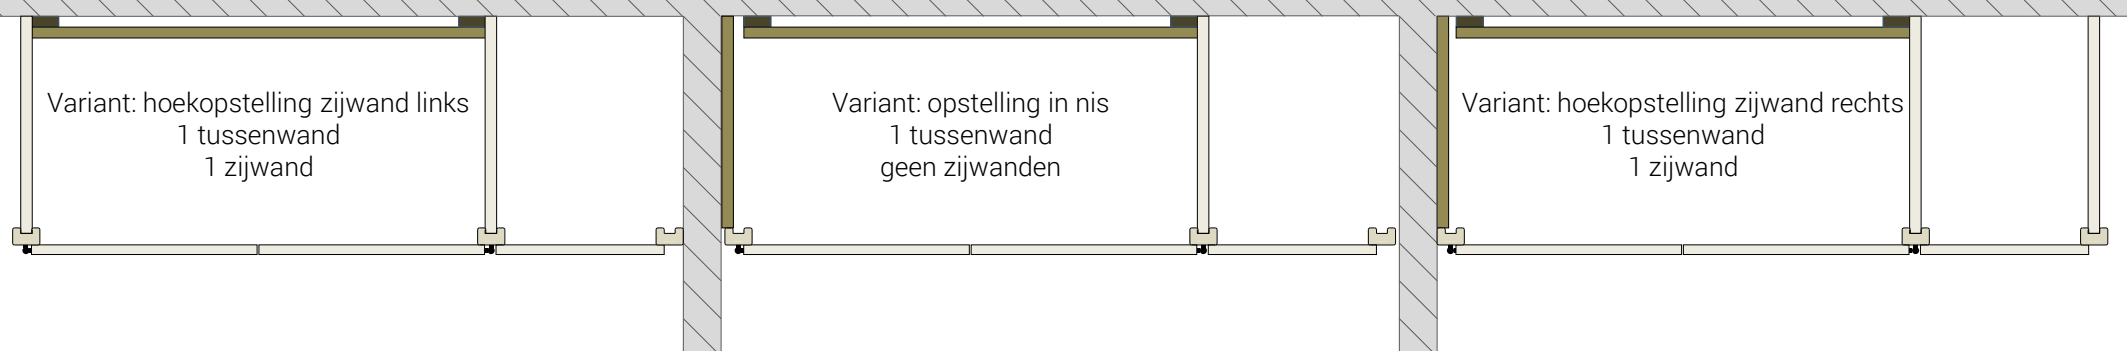 Variant: hoekopstelling zijwand links
1 tussenwand
1 zijwand
Variant: opstelling in nis
1 tussenwand
geen zijwanden
Variant: hoekopstelling zijwand rechts
1 tussenwand
1 zijwand